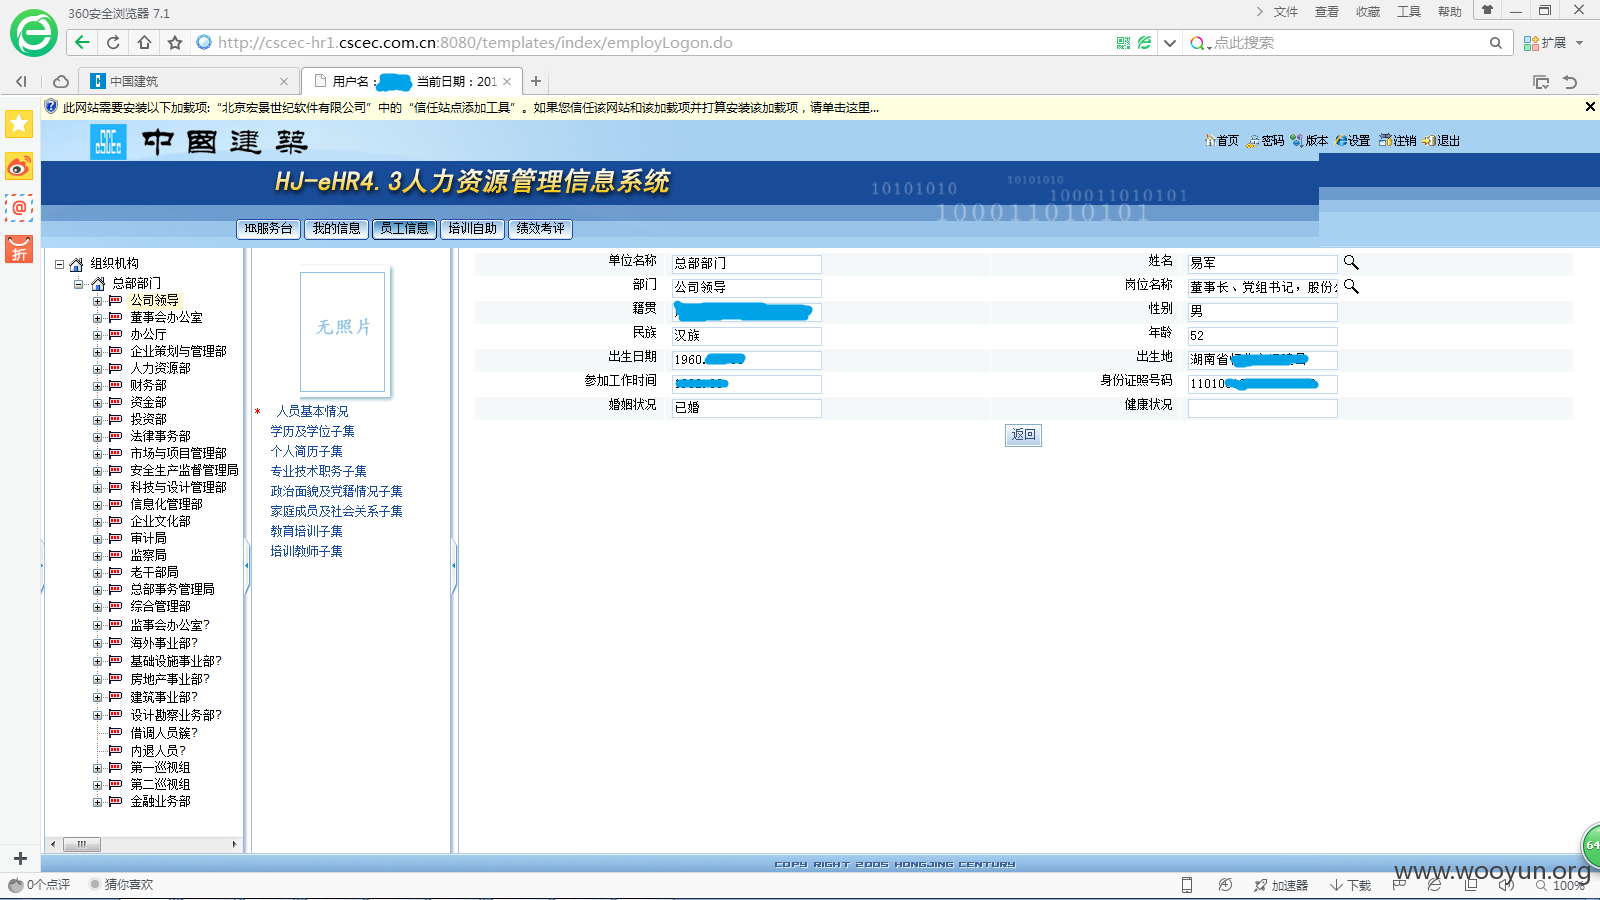 360安全浏览器 7.1
文件 查看 收藏 工具 帮助
http://cscec-hr1.cscec.com.cn:8080/templates/index/employLogon.do
点此搜索
扩展
中国建筑
用户名：
当前日期：201
此网站需要安装以下加载项:“北京宏景世纪软件有限公司”中的“信任站点添加工具”。如果您信任该网站和该加载项并打算安装该加载项，请单击这里...
中國建築
首页 密码 版本 设置 注销 退出
HJ-eHR4.3人力资源管理信息系统
10101010
10101010
100011010101
100011010101
HR服务台 我的信息 员工信息 培训自助 绩效考评
组织机构
总部部门
公司领导
董事会办公室
办公厅
企业策划与管理部
人力资源部
财务部
资金部
投资部
法律事务部
市场与项目管理部
安全生产监督管理局
科技与设计管理部
信息化管理部
企业文化部
审计局
监察局
老干部局
总部事务管理局
综合管理部
监事会办公室?
海外事业部?
基础设施事业部?
房地产事业部?
建筑事业部?
设计勘察业务部?
借调人员簇?
内退人员?
第一巡视组
第二巡视组
金融业务部
无照片
* 人员基本情况
学历及学位子集
个人简历子集
专业技术职务子集
政治面貌及党籍情况子集
家庭成员及社会关系子集
教育培训子集
培训教师子集
单位名称 总部部门 姓名 易军
部门 公司领导 岗位名称 董事长、党组书记，股份
籍贯 性别 男
民族 汉族 年龄 52
出生日期 1960. 出生地 湖南省
参加工作时间 身份证照号码 11010
婚姻状况 已婚 健康状况
返回
COPY RIGHT 2005 HONGJING CENTURY
www.wooyun.org
64
0个点评 猜你喜欢
加速器 下载 100%